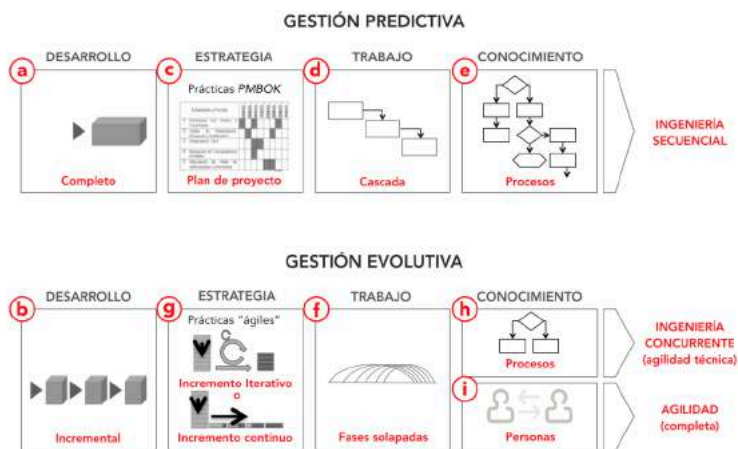 GESTIÓN PREDICTIVA
DESARROLLO
ESTRATEGIA
TRABAJO
CONOCIMIENTO
a
c
d
e
Prácticas PMBOK
Completo
Plan de proyecto
Cascada
Procesos
INGENIERÍA
SECUENCIAL
GESTIÓN EVOLUTIVA
DESARROLLO
ESTRATEGIA
TRABAJO
CONOCIMIENTO
b
g
f
h
Prácticas "ágiles"
Procesos
INGENIERÍA
CONCURRENTE
(agilidad técnica)
Incremento Iterativo
o
i
Incremental
Incremento continuo
Fases solapadas
Personas
AGILIDAD
(completa)